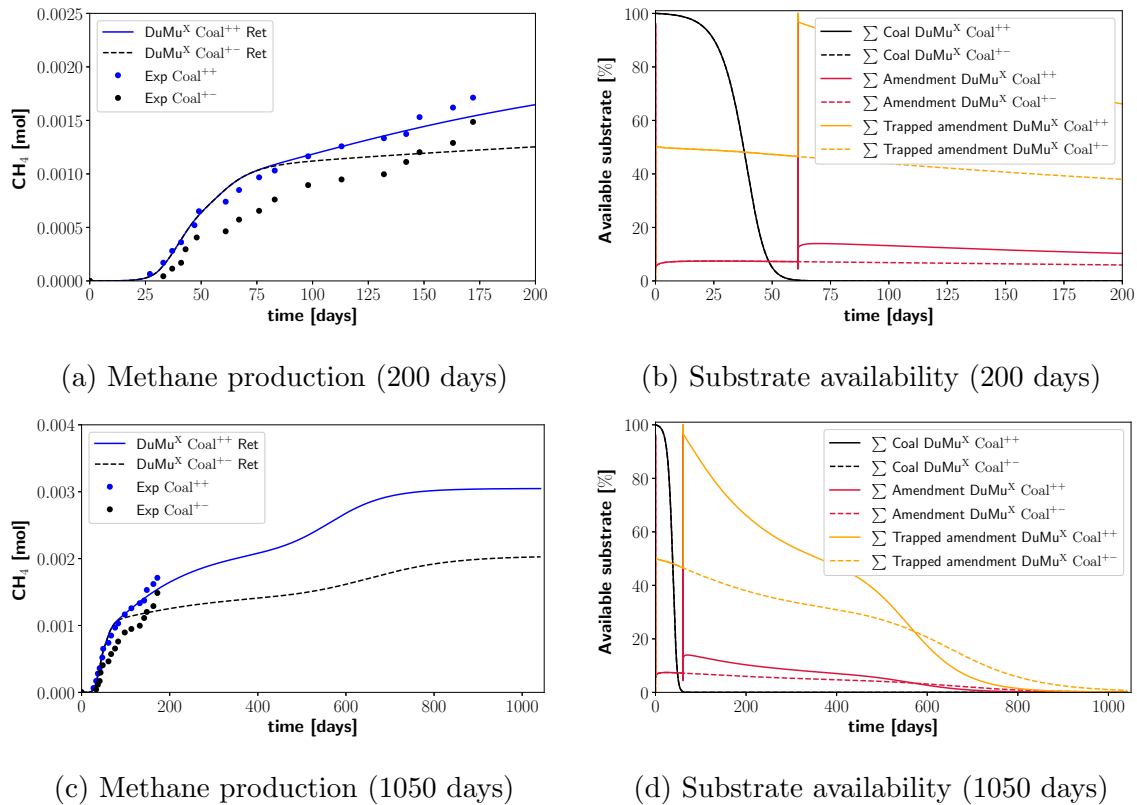 0.0025
0.0020
0.0015
0.0010
0.0005
0.0000
CH₄ [mol]
0 25 50 75 100 125 150 175 200
time [days]
DuMuˣ Coal⁺⁺ Ret
DuMuˣ Coal⁺⁻ Ret
Exp Coal⁺⁺
Exp Coal⁺⁻
(a) Methane production (200 days)
100
80
60
40
20
0
Available substrate [%]
0 25 50 75 100 125 150 175 200
time [days]
∑ Coal DuMuˣ Coal⁺⁺
∑ Coal DuMuˣ Coal⁺⁻
∑ Amendment DuMuˣ Coal⁺⁺
∑ Amendment DuMuˣ Coal⁺⁻
∑ Trapped amendment DuMuˣ Coal⁺⁺
∑ Trapped amendment DuMuˣ Coal⁺⁻
(b) Substrate availability (200 days)
0.004
0.003
0.002
0.001
0.000
CH₄ [mol]
0 200 400 600 800 1000
time [days]
DuMuˣ Coal⁺⁺ Ret
DuMuˣ Coal⁺⁻ Ret
Exp Coal⁺⁺
Exp Coal⁺⁻
(c) Methane production (1050 days)
100
80
60
40
20
0
Available substrate [%]
0 200 400 600 800 1000
time [days]
∑ Coal DuMuˣ Coal⁺⁺
∑ Coal DuMuˣ Coal⁺⁻
∑ Amendment DuMuˣ Coal⁺⁺
∑ Amendment DuMuˣ Coal⁺⁻
∑ Trapped amendment DuMuˣ Coal⁺⁺
∑ Trapped amendment DuMuˣ Coal⁺⁻
(d) Substrate availability (1050 days)